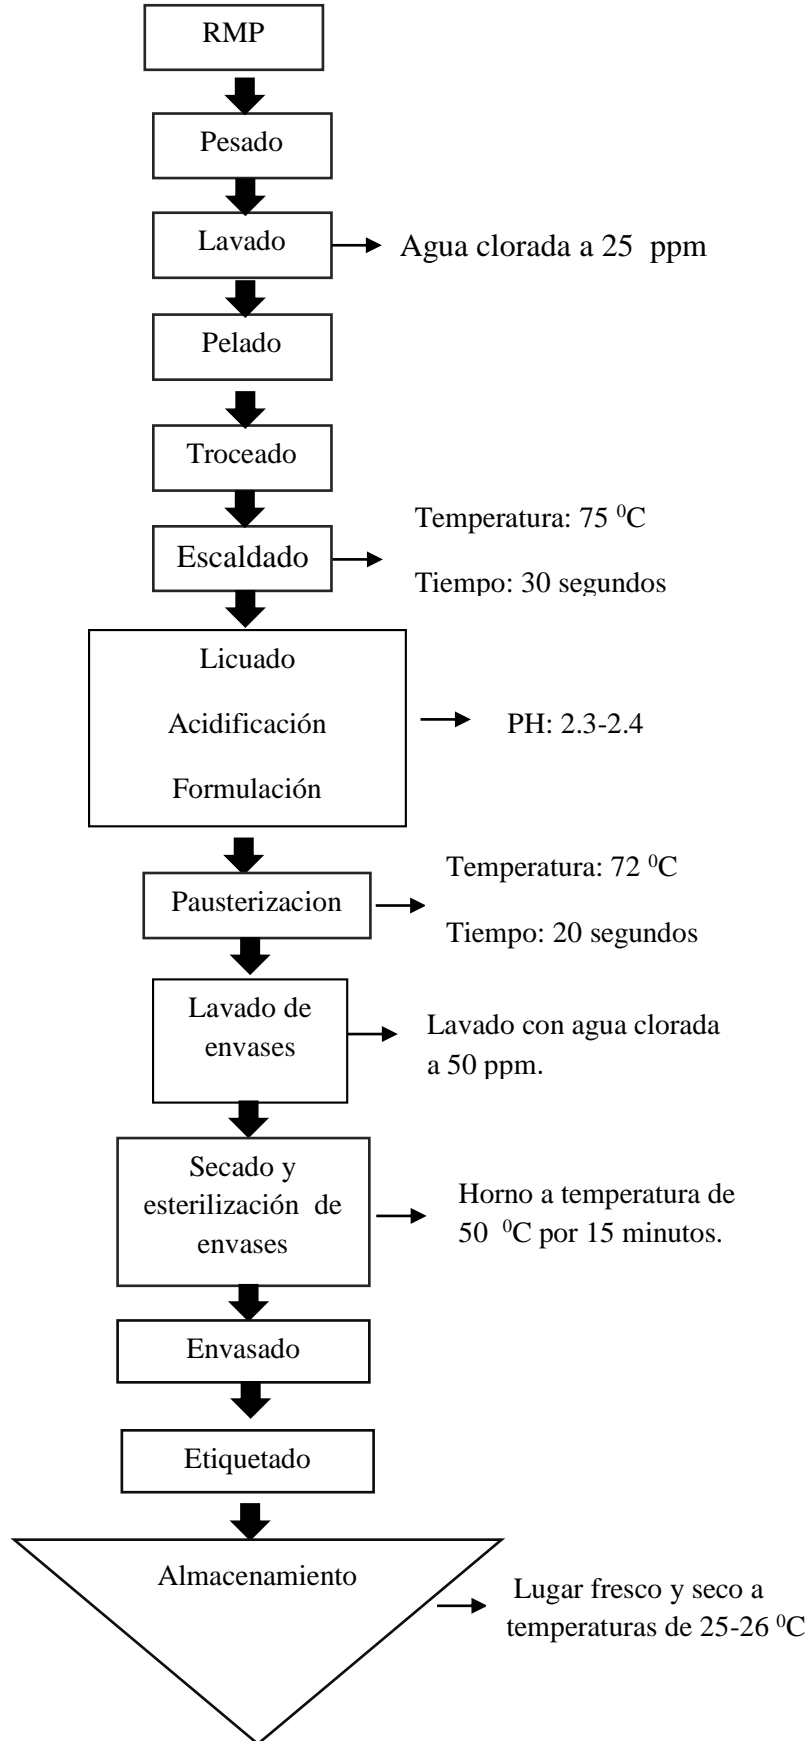 RMP
Pesado
Lavado
Agua clorada a 25 ppm
Pelado
Troceado
Escaldado
Temperatura: 75 ⁰C
Tiempo: 30 segundos
Licuado
Acidificación
Formulación
PH: 2.3-2.4
Pausterizacion
Temperatura: 72 ⁰C
Tiempo: 20 segundos
Lavado de
envases
Lavado con agua clorada
a 50 ppm.
Secado y
esterilización de
envases
Horno a temperatura de
50 ⁰C por 15 minutos.
Envasado
Etiquetado
Almacenamiento
Lugar fresco y seco a
temperaturas de 25-26 ⁰C